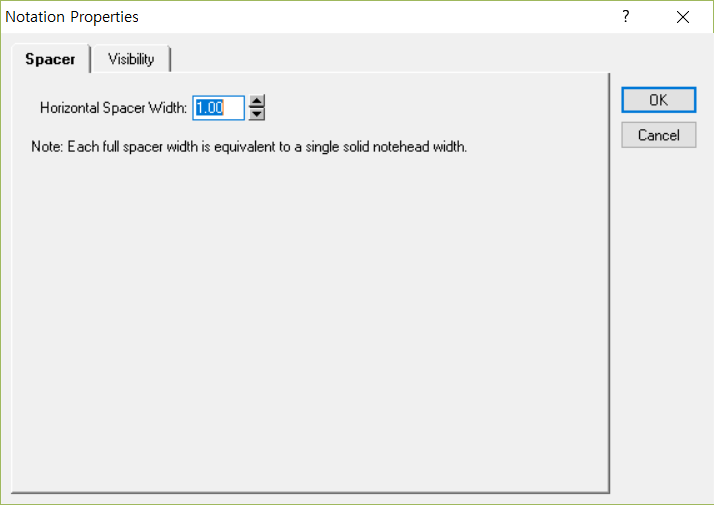 Notation Properties
?
Spacer
Visibility
Horizontal Spacer Width: 1.00
Note: Each full spacer width is equivalent to a single solid notehead width.
OK
Cancel